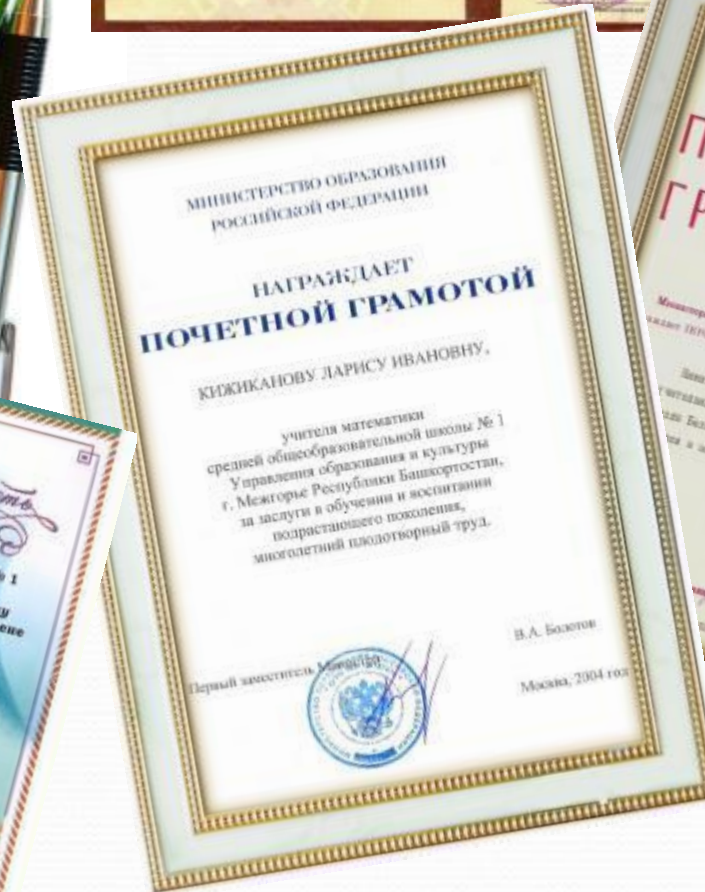 МИНИСТЕРСТВО ОБРАЗОВАНИЯ
РОССИЙСКОЙ ФЕДЕРАЦИИ
НАГРАЖДАЕТ
ПОЧЕТНОЙ ГРАМОТОЙ
КИЖИКАНОВУ ЛАРИСУ ИВАНОВНУ,
учителя математики
средней общеобразовательной школы № 1
Управления образования и культуры
г. Межгорье Республики Башкортостан,
за заслуги в обучении и воспитании
подрастающего поколения,
многолетний плодотворный труд.
Первый заместитель Министра
В.А. Болотов
Москва, 2004 год
№ 1